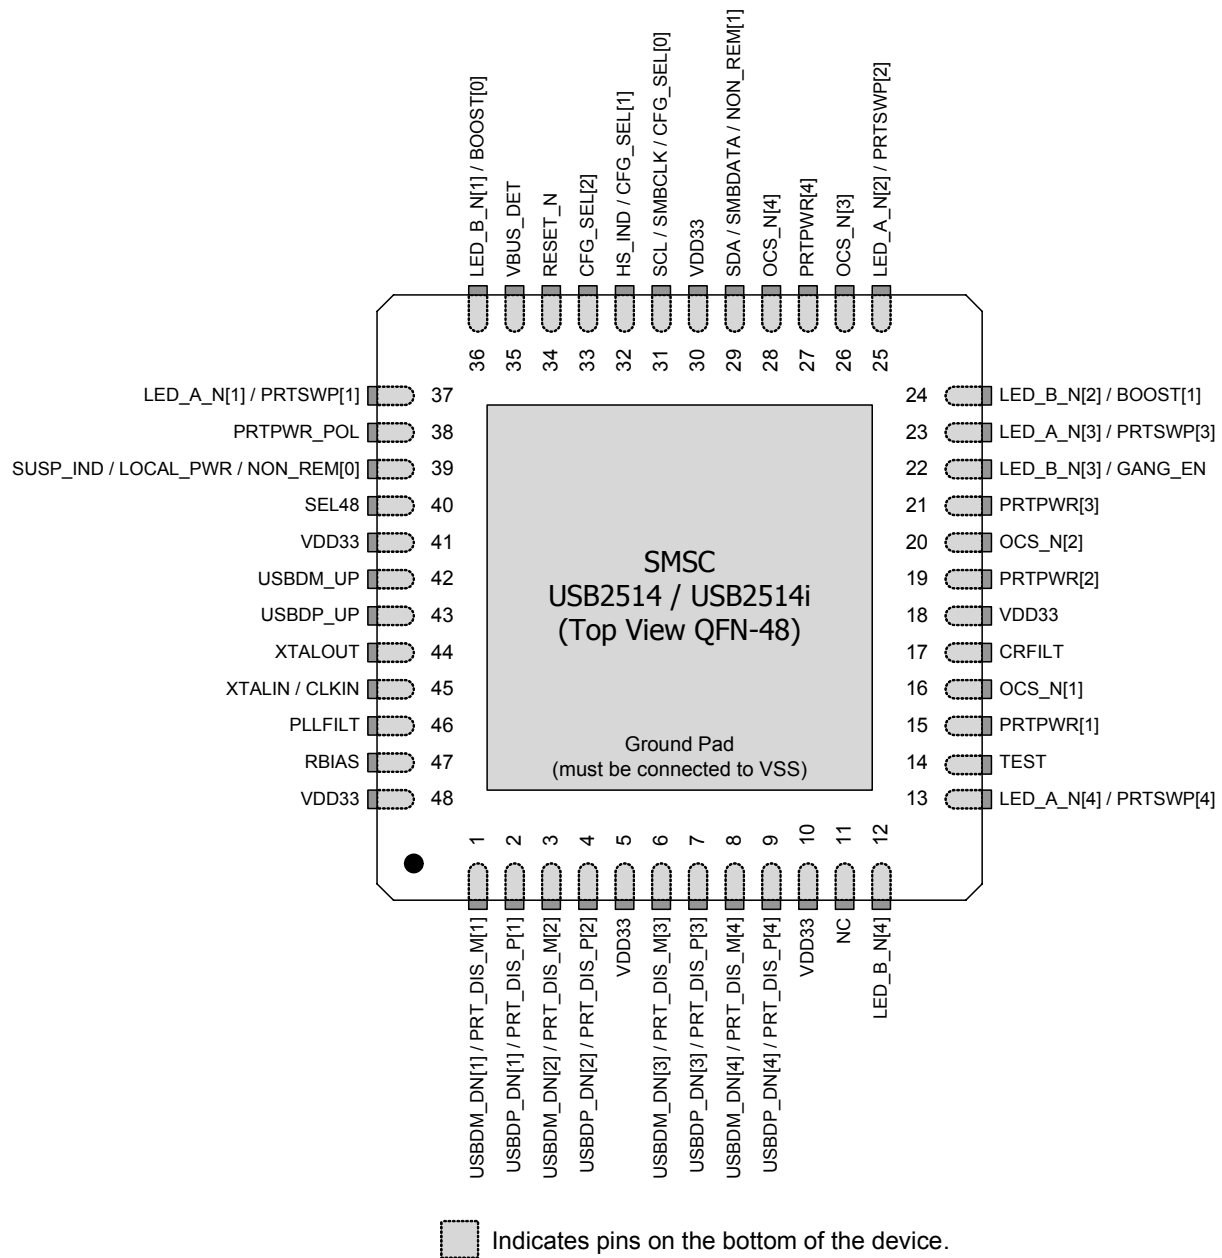 LED_B_N[1] / BOOST[0]
VBUS_DET
RESET_N
CFG_SEL[2]
HS_IND / CFG_SEL[1]
SCL / SMBCLK / CFG_SEL[0]
VDD33
SDA / SMBDATA / NON_REM[1]
OCS_N[4]
PRTPWR[4]
OCS_N[3]
LED_A_N[2] / PRTSWP[2]
36
35
34
33
32
31
30
29
28
27
26
25
LED_A_N[1] / PRTSWP[1] 37
PRTPWR_POL 38
SUSP_IND / LOCAL_PWR / NON_REM[0] 39
SEL48 40
VDD33 41
USBDM_UP 42
USBDP_UP 43
XTALOUT 44
XTALIN / CLKIN 45
PLLFILT 46
RBIAS 47
VDD33 48
SMSC
USB2514 / USB2514i
(Top View QFN-48)
Ground Pad
(must be connected to VSS)
24 LED_B_N[2] / BOOST[1]
23 LED_A_N[3] / PRTSWP[3]
22 LED_B_N[3] / GANG_EN
21 PRTPWR[3]
20 OCS_N[2]
19 PRTPWR[2]
18 VDD33
17 CRFILT
16 OCS_N[1]
15 PRTPWR[1]
14 TEST
13 LED_A_N[4] / PRTSWP[4]
1
2
3
4
5
6
7
8
9
10
11
12
USBDM_DN[1] / PRT_DIS_M[1]
USBDP_DN[1] / PRT_DIS_P[1]
USBDM_DN[2] / PRT_DIS_M[2]
USBDP_DN[2] / PRT_DIS_P[2]
VDD33
USBDM_DN[3] / PRT_DIS_M[3]
USBDP_DN[3] / PRT_DIS_P[3]
USBDM_DN[4] / PRT_DIS_M[4]
USBDP_DN[4] / PRT_DIS_P[4]
VDD33
NC
LED_B_N[4]
Indicates pins on the bottom of the device.